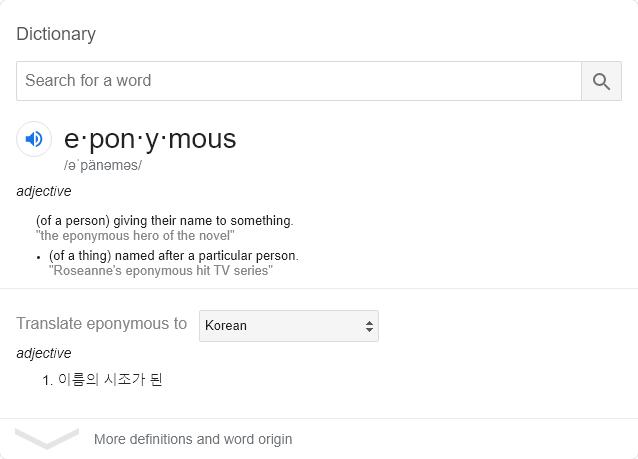 Dictionary
Search for a word
e·pon·y·mous
/əˈpänəməs/
adjective
(of a person) giving their name to something.
"the eponymous hero of the novel"
• (of a thing) named after a particular person.
"Roseanne's eponymous hit TV series"
Translate eponymous to Korean
adjective
1. 이름의 시조가 된
More definitions and word origin